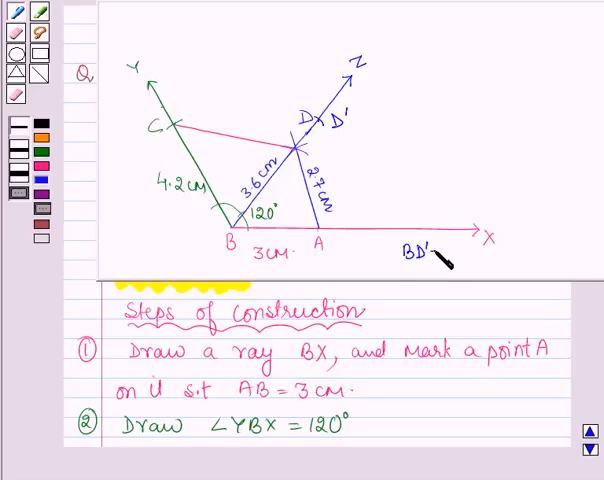 Q
Y
Z
C
D
D'
4.2 CM
3.6 cm
2.7 cm
120°
B
A
X
3 CM.
BD'-
Steps of Construction
① Draw a ray BX, and Mark a point A
on it s.t AB = 3 CM.
② Draw ∠YBX = 120°